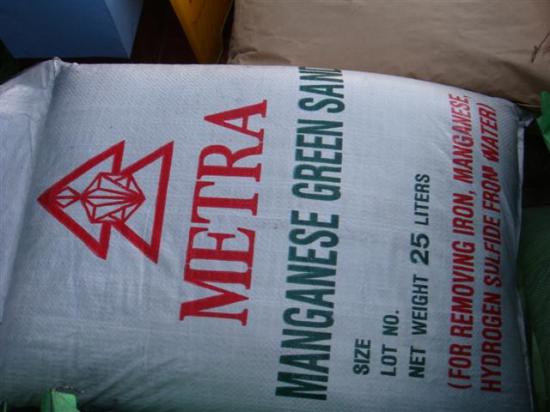 METRA
MANGANESE GREEN SAND
SIZE
LOT NO.
NET WEIGHT 25 LITERS
(FOR REMOVING IRON, MANGANESE,
HYDROGEN SULFIDE FROM WATER)